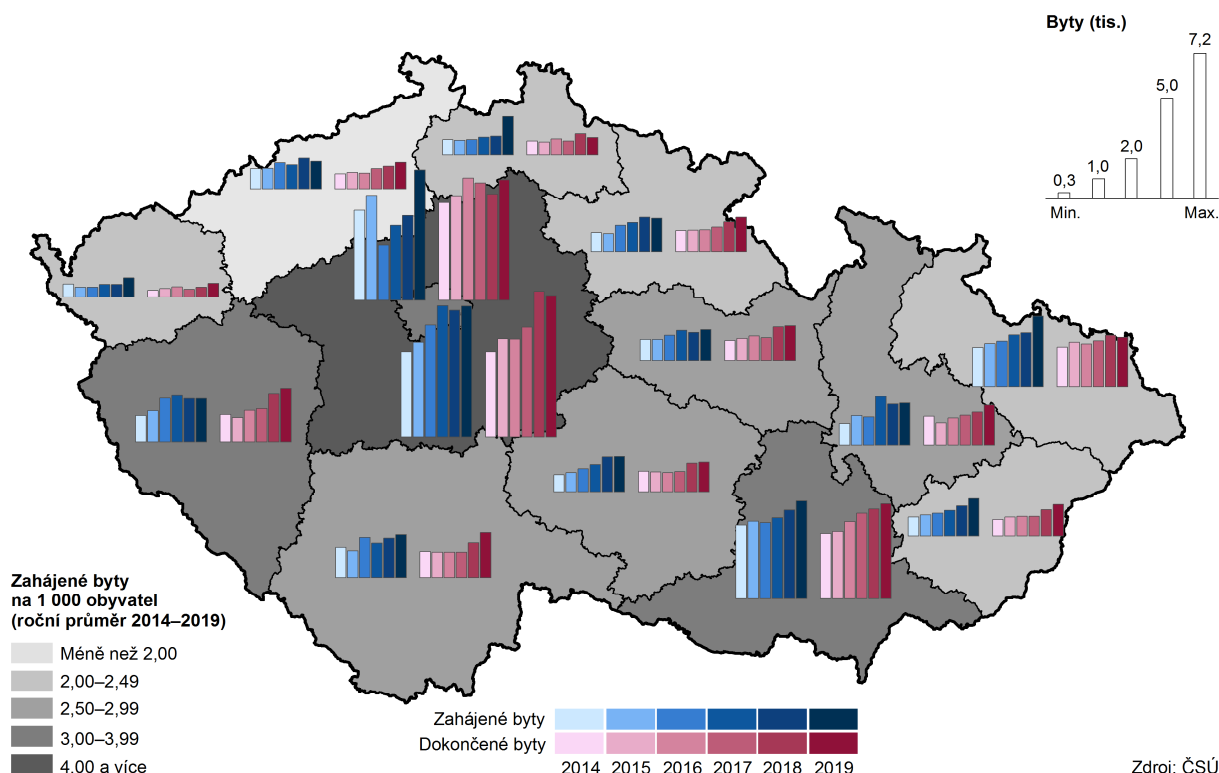 Byty (tis.)
7,2
5,0
2,0
1,0
0,3
Min.
Max.
Zahájené byty
na 1 000 obyvatel
(roční průměr 2014–2019)
Méně než 2,00
2,00–2,49
2,50–2,99
3,00–3,99
4,00 a více
Zahájené byty
Dokončené byty
2014 2015 2016 2017 2018 2019
Zdroj: ČSÚ